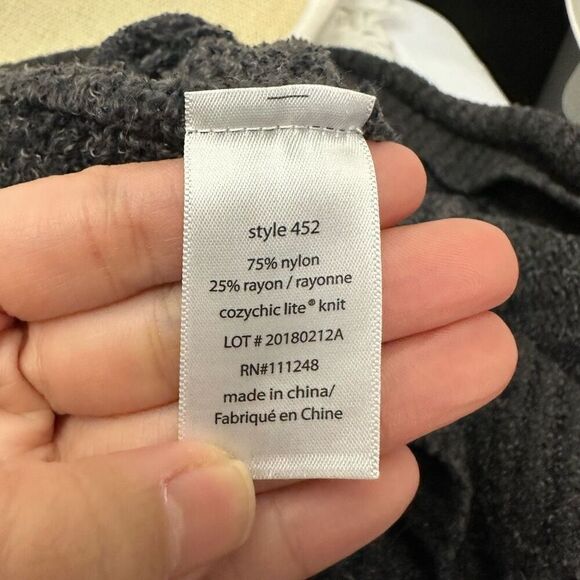 style 452
75% nylon
25% rayon / rayonne
cozychic lite® knit
LOT # 20180212A
RN#111248
made in china/
Fabriqué en Chine